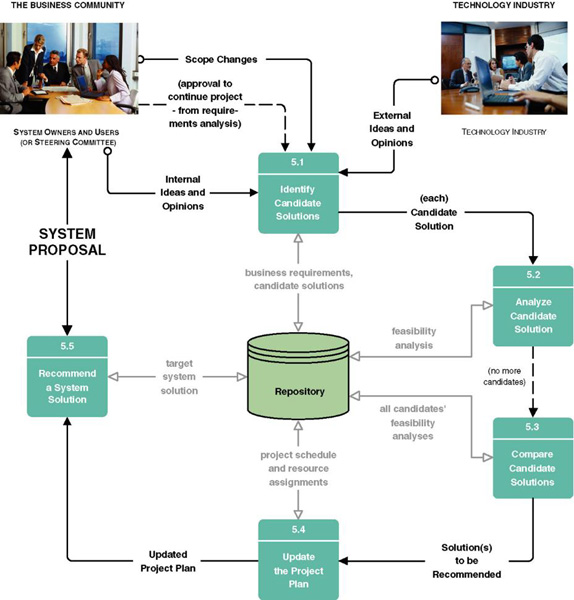 THE BUSINESS COMMUNITY
TECHNOLOGY INDUSTRY
Scope Changes
(approval to
continue project
- from require-
ments analysis)
External
Ideas and
Opinions
SYSTEM OWNERS AND USERS
(OR STEERING COMMITTEE)
TECHNOLOGY INDUSTRY
Internal
Ideas and
Opinions
5.1
Identify
Candidate
Solutions
(each)
Candidate
Solution
SYSTEM
PROPOSAL
business requirements,
candidate solutions
5.2
Analyze
Candidate
Solution
feasibility
analysis
5.5
Recommend
a System
Solution
target
system
solution
Repository
(no more
candidates)
all candidates'
feasibility
analyses
5.3
Compare
Candidate
Solutions
project schedule
and resource
assignments
5.4
Update
the Project
Plan
Updated
Project Plan
Solution(s)
to be
Recommended